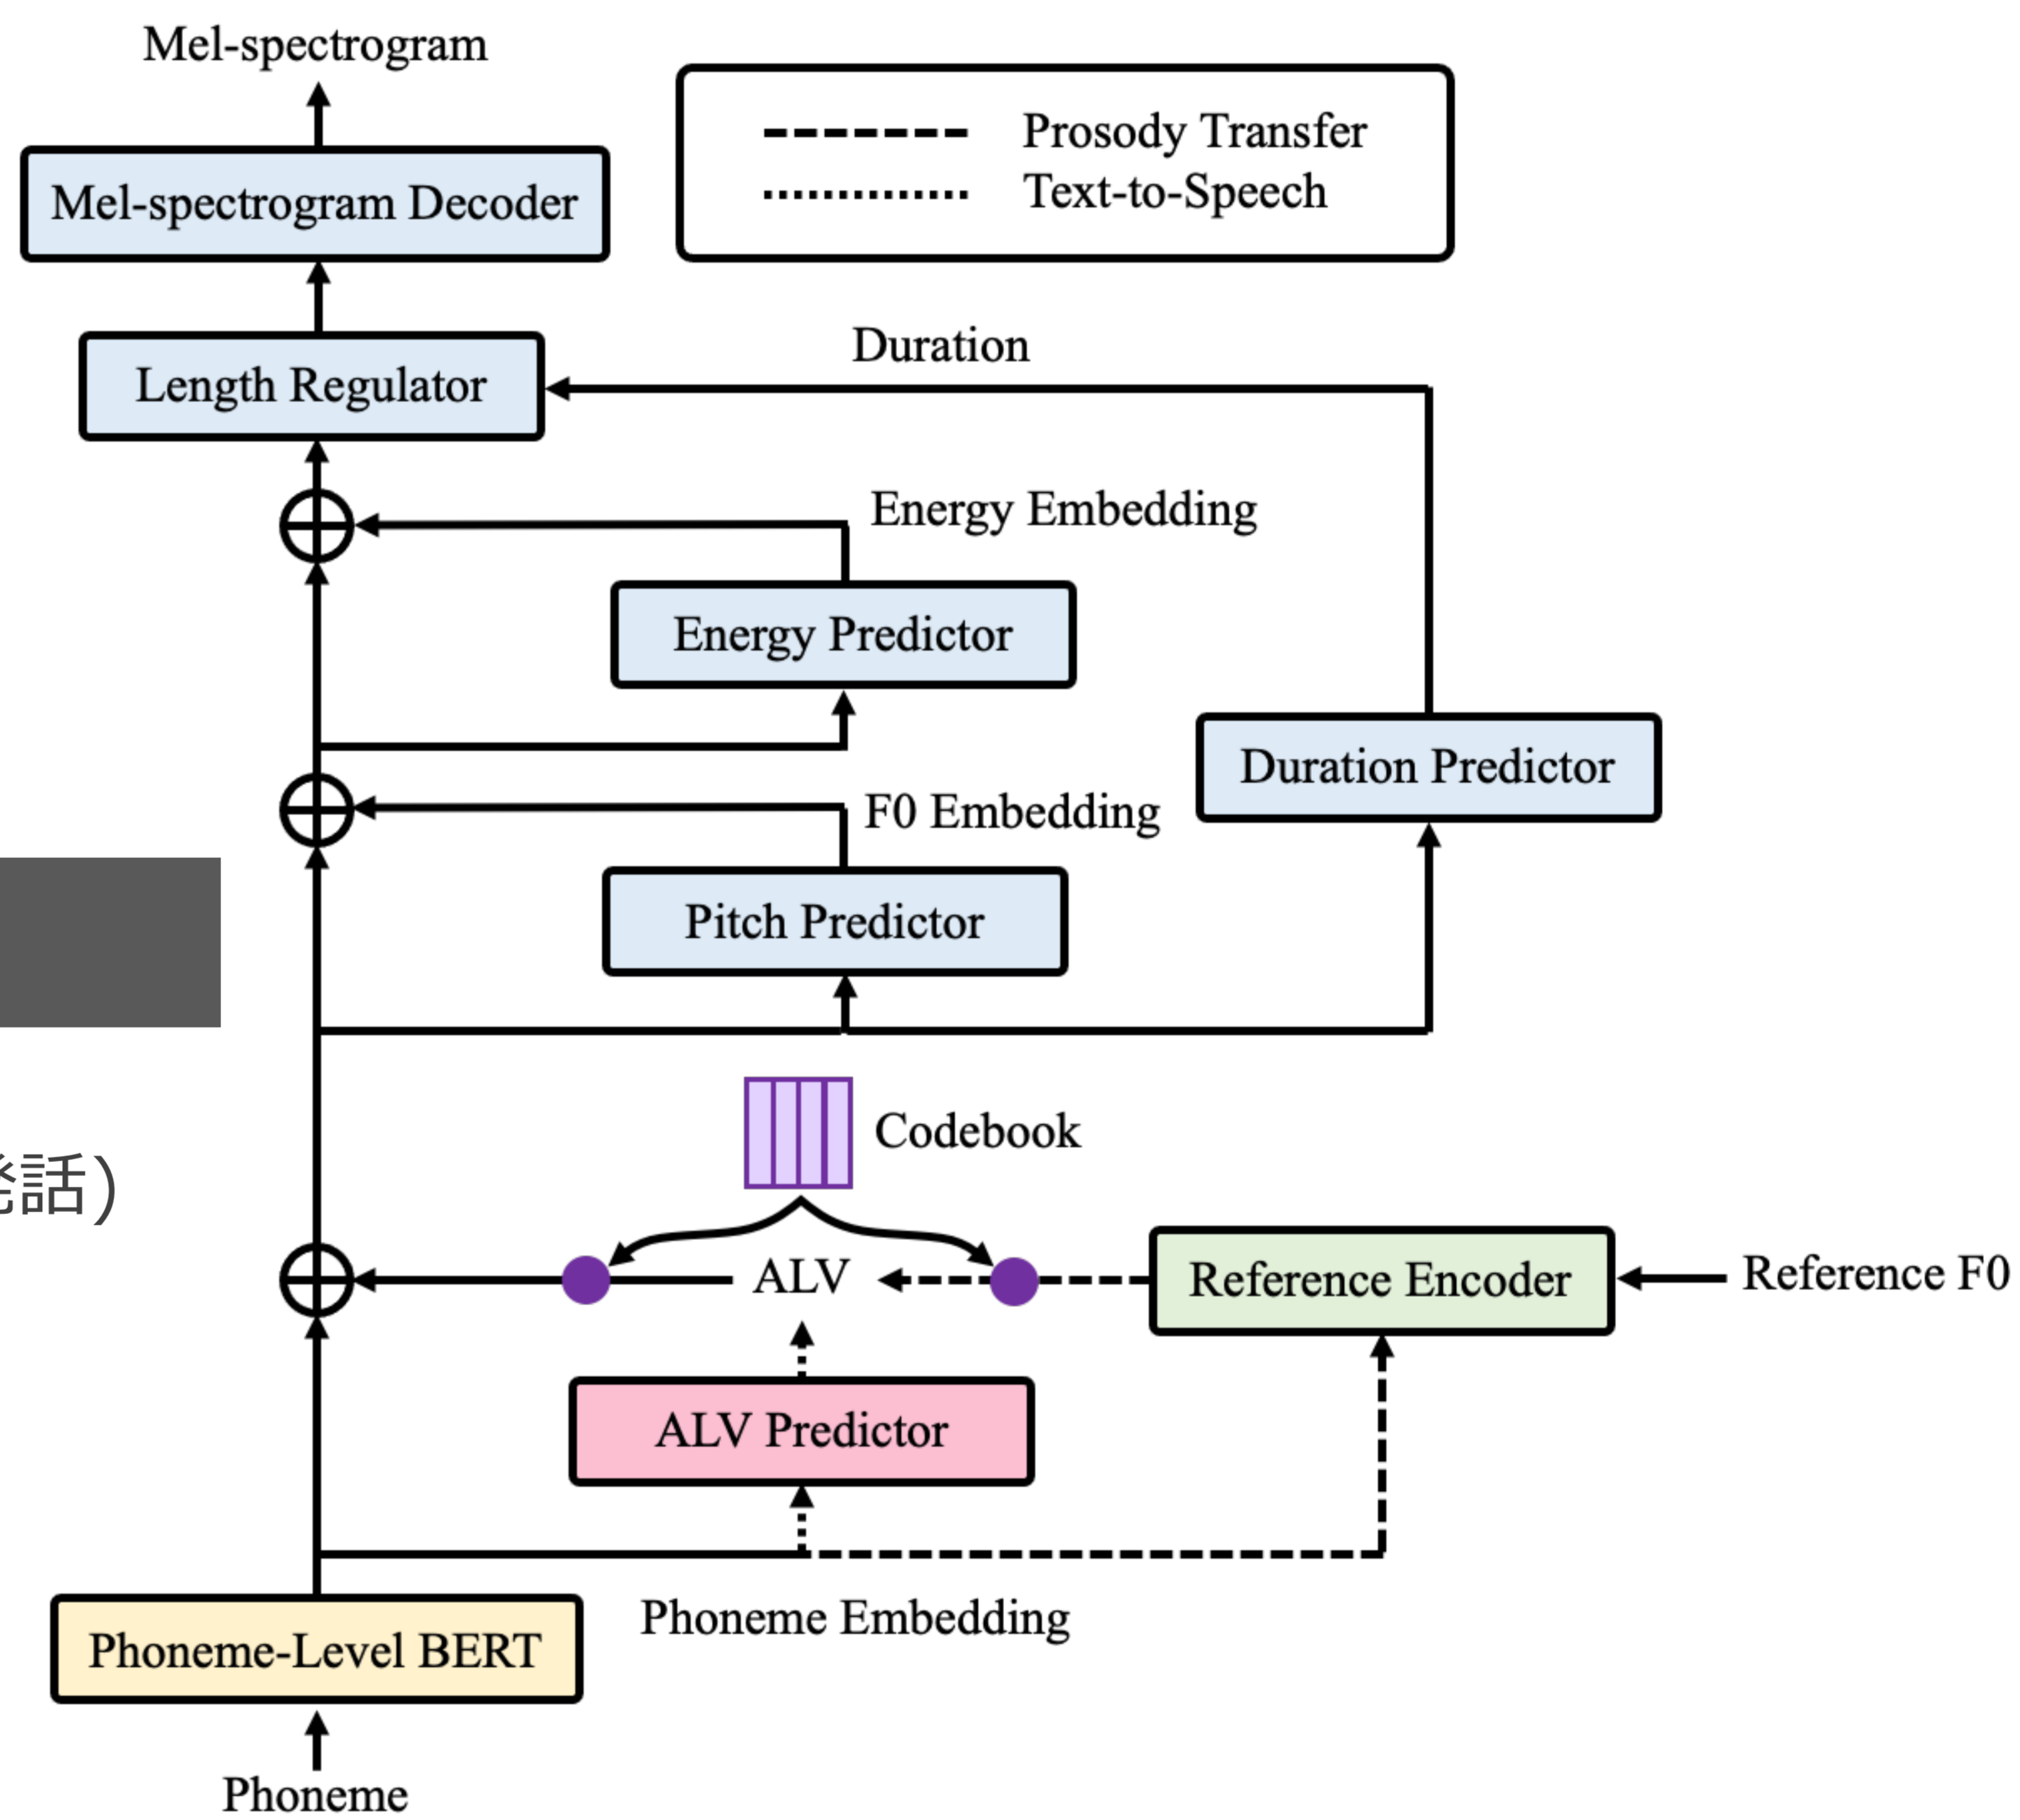 Mel-spectrogram
Prosody Transfer
Text-to-Speech
Mel-spectrogram Decoder
Duration
Length Regulator
Energy Embedding
Energy Predictor
Duration Predictor
F0 Embedding
Pitch Predictor
Codebook
話)
ALV
Reference Encoder
Reference F0
ALV Predictor
Phoneme Embedding
Phoneme-Level BERT
Phoneme